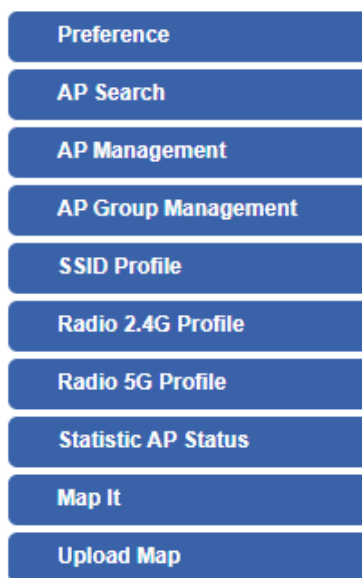 Preference
AP Search
AP Management
AP Group Management
SSID Profile
Radio 2.4G Profile
Radio 5G Profile
Statistic AP Status
Map It
Upload Map